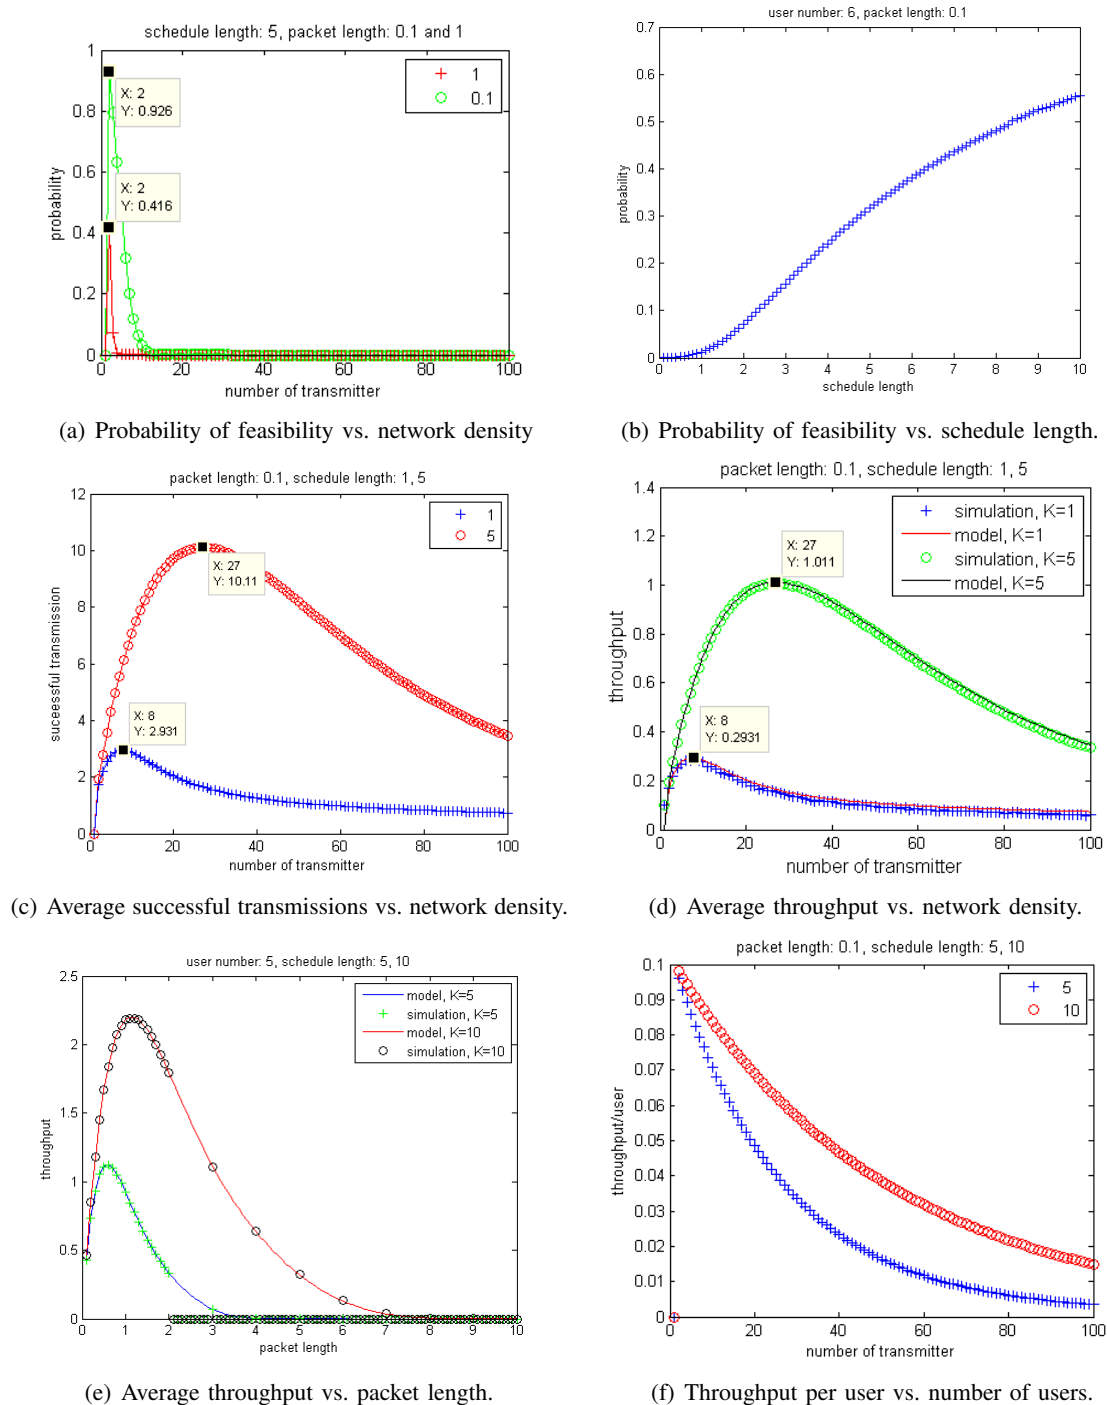 schedule length: 5, packet length: 0.1 and 1
1
0.8
0.6
0.4
0.2
0
probability
X: 2
Y: 0.926
X: 2
Y: 0.416
1
0.1
20
40
60
80
100
number of transmitter
(a) Probability of feasibility vs. network density
user number: 6, packet length: 0.1
0.7
0.6
0.5
0.4
0.3
0.2
0.1
0
probability
0 1 2 3 4 5 6 7 8 9 10
schedule length
(b) Probability of feasibility vs. schedule length.
packet length: 0.1, schedule length: 1, 5
12
10
8
6
4
2
0
suceessful transmission
1
5
X: 27
Y: 10.11
X: 8
Y: 2.931
0 20 40 60 80 100
number of transmitter
(c) Average successful transmissions vs. network density.
packet length: 0.1, schedule length: 1, 5
1.4
1.2
1
0.8
0.6
0.4
0.2
0
throughput
simulation, K=1
model, K=1
simulation, K=5
model, K=5
X: 27
Y: 1.011
X: 8
Y: 0.2931
0 20 40 60 80 100
number of transmitter
(d) Average throughput vs. network density.
user number: 5, schedule length: 5, 10
2.5
2
1.5
1
0.5
0
throughput
model, K=5
simulation, K=5
model, K=10
simulation, K=10
0 1 2 3 4 5 6 7 8 9 10
packet length
(e) Average throughput vs. packet length.
packet length: 0.1, schedule length: 5, 10
0.1
0.09
0.08
0.07
0.06
0.05
0.04
0.03
0.02
0.01
0
throughput/user
5
10
20 40 60 80 100
number of transmitter
(f) Throughput per user vs. number of users.